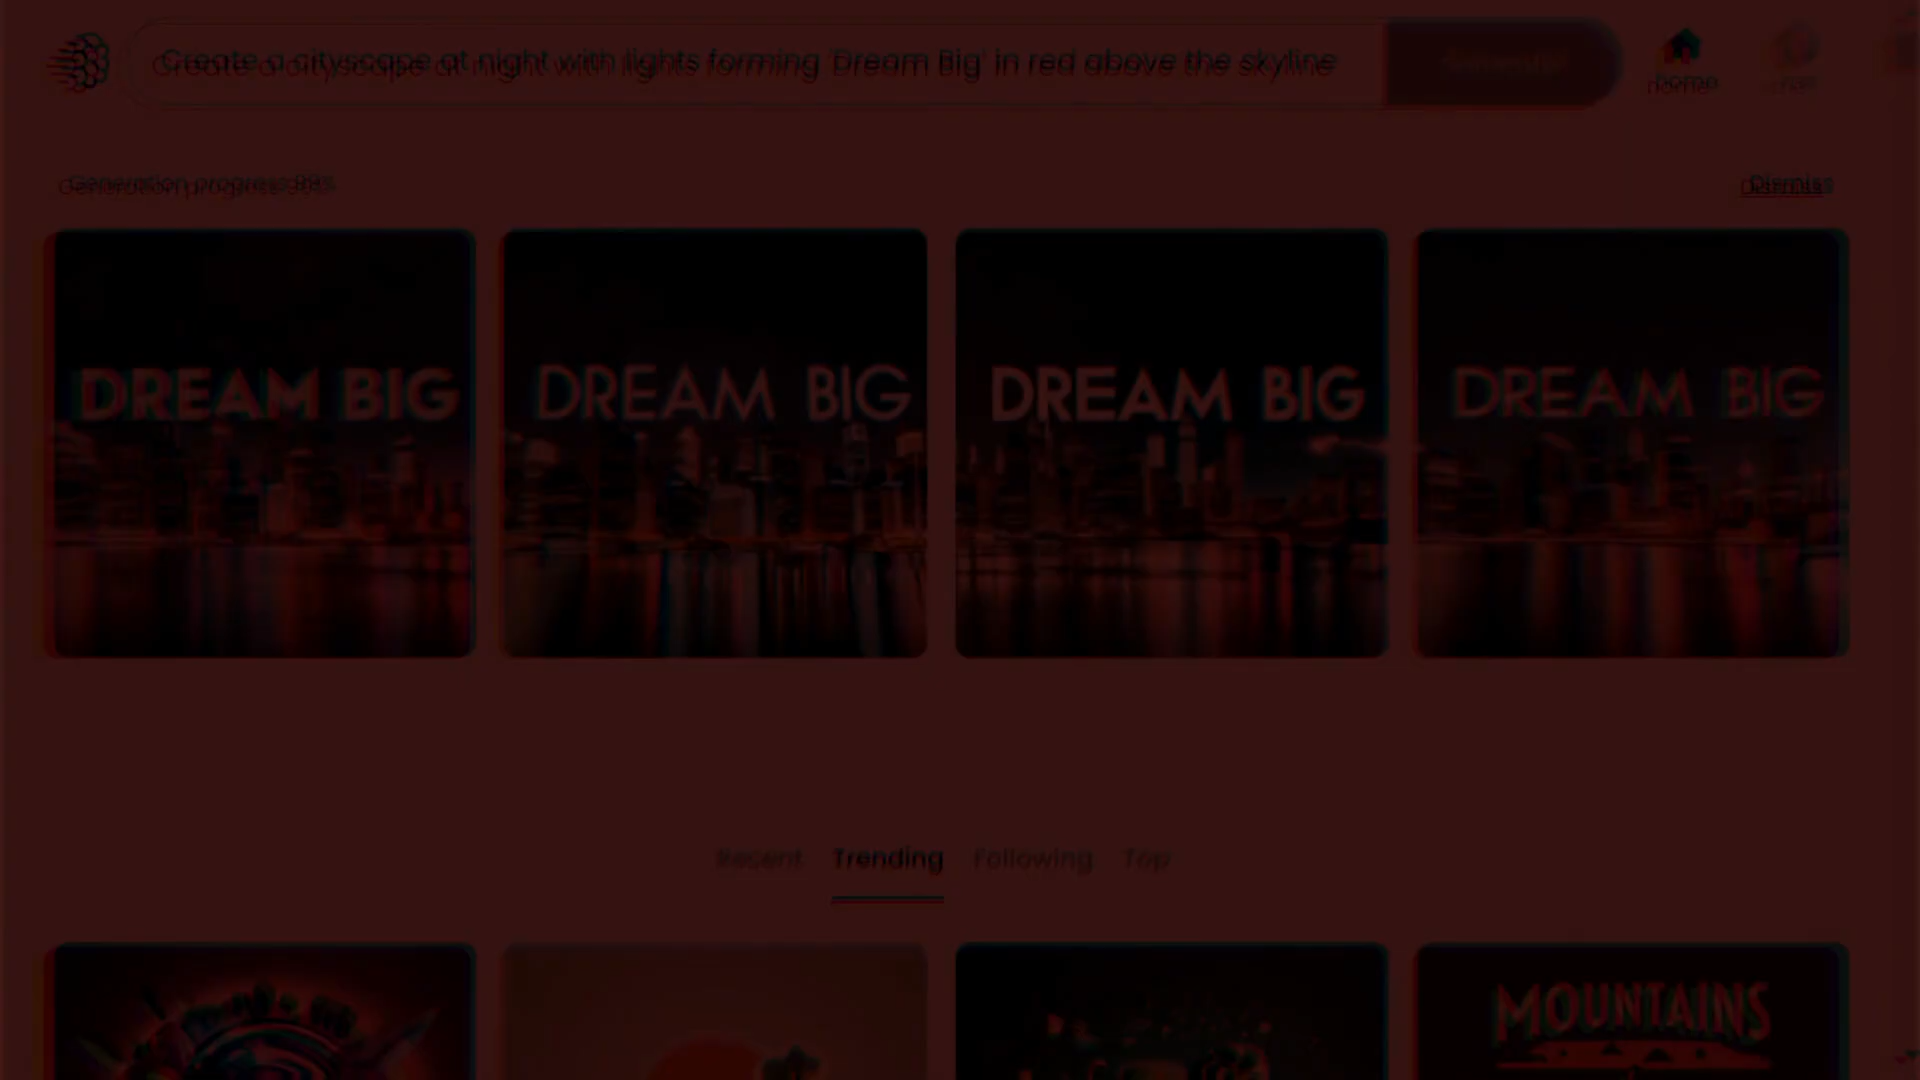 Create a cityscape at night with lights forming 'Dream Big' in red above the skyline
home
Generation progress
Dismiss
DREAM BIG
DREAM BIG
DREAM BIG
DREAM BIG
Recent Trending Following Top
MOUNTAINS